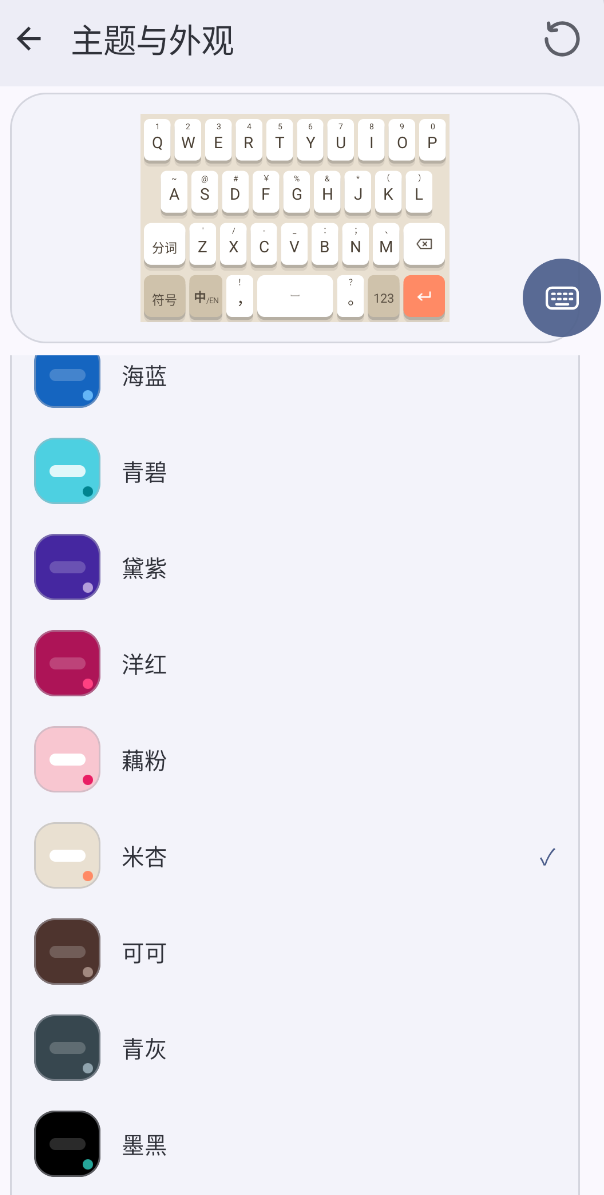 主题与外观
1 2 3 4 5 6 7 8 9 0
Q W E R T Y U I O P
~ @ # ¥ % & * ( )
A S D F G H J K L
' / - _ : ; 、
分词 Z X C V B N M
! ?
符号 中/EN , 。 123
海蓝
青碧
黛紫
洋红
藕粉
米杏
可可
青灰
墨黑